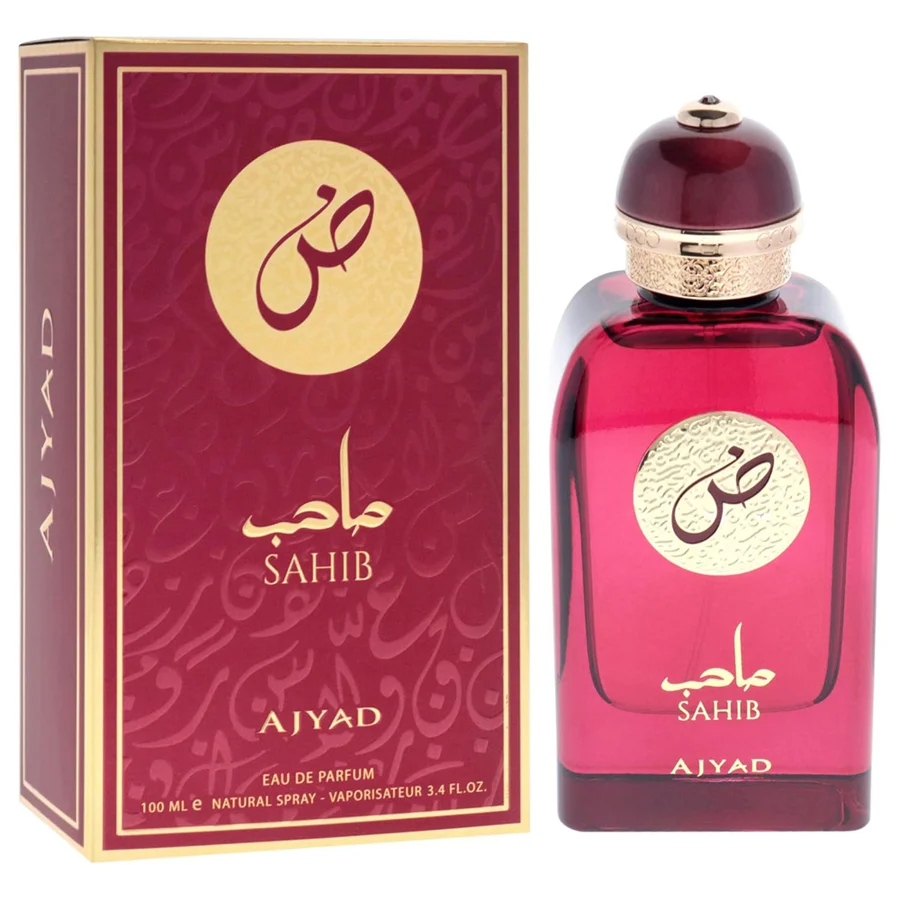 AJYAD
ض
صاحب
SAHIB
AJYAD
EAU DE PARFUM
100 ML e NATURAL SPRAY - VAPORISATEUR 3.4 FL.OZ.
ض
صاحب
SAHIB
AJYAD